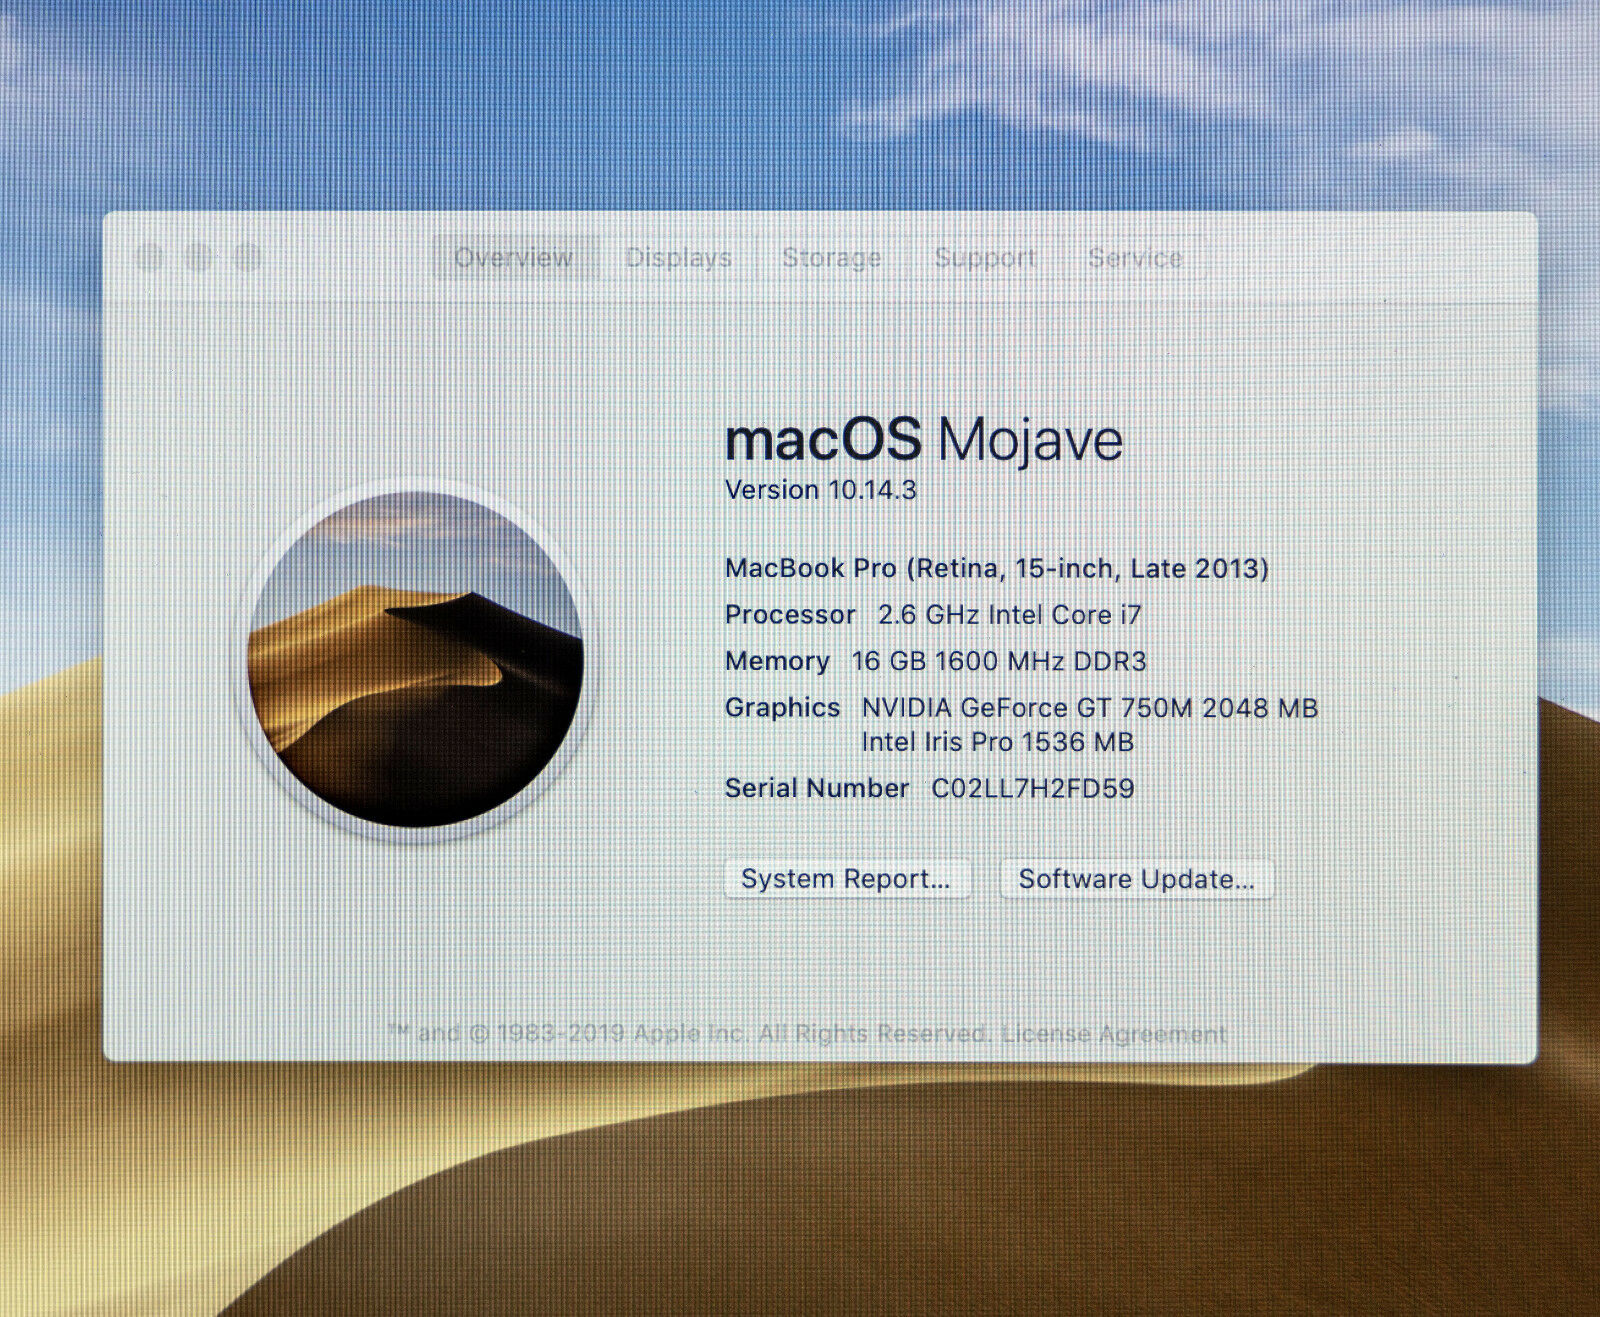 Overview Displays Storage Support Service
macOS Mojave
Version 10.14.3
MacBook Pro (Retina, 15-inch, Late 2013)
Processor 2.6 GHz Intel Core i7
Memory 16 GB 1600 MHz DDR3
Graphics NVIDIA GeForce GT 750M 2048 MB
Intel Iris Pro 1536 MB
Serial Number C02LL7H2FD59
System Report...
Software Update...
™ and © 1983-2019 Apple Inc. All Rights Reserved. License Agreement